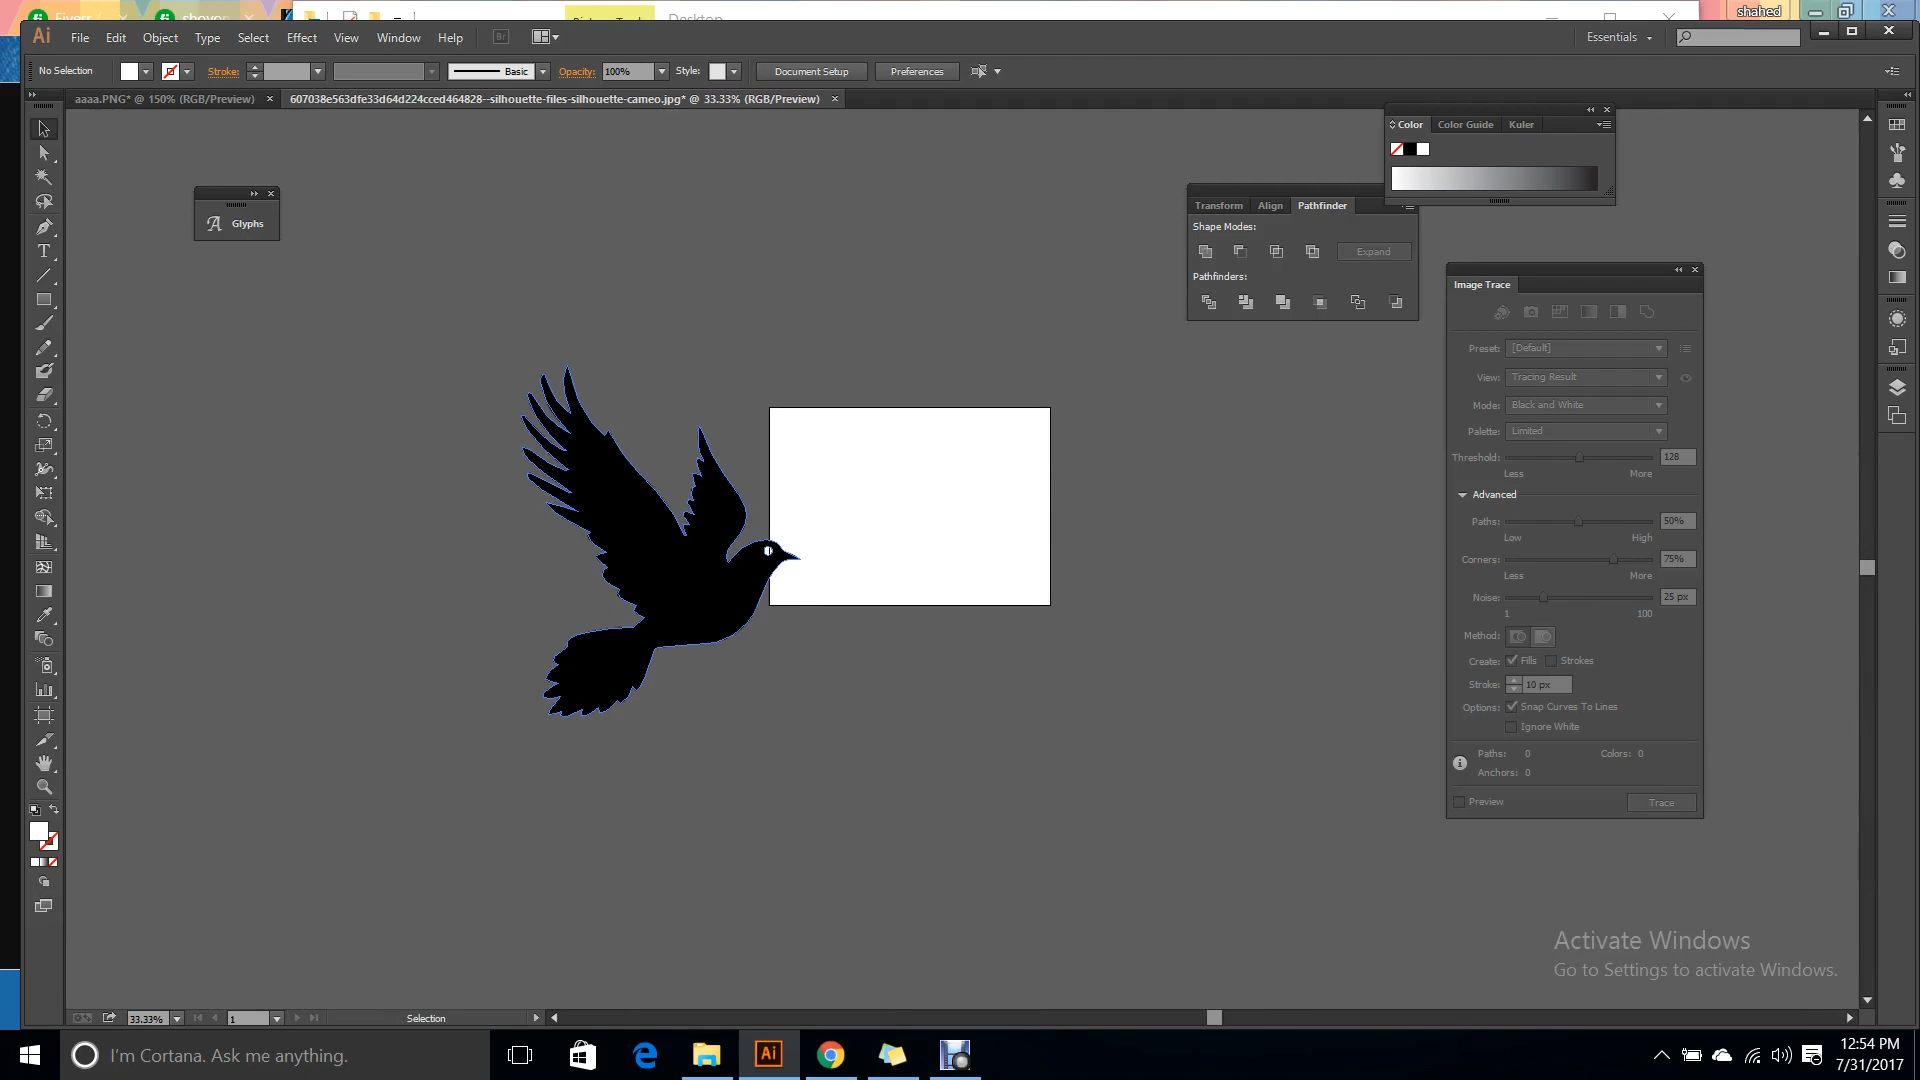 shahed
Desktop
Ai File Edit Object Type Select Effect View Window Help Br Essentials
No Selection Stroke: Basic Opacity: 100% Style: Document Setup Preferences
aaaa.PNG* @ 150% (RGB/Preview) 607038e563dfe33d64d224cced464828--silhouette-files-silhouette-cameo.jpg* @ 33.33% (RGB/Preview)
Color Color Guide Kuler
Glyphs
Transform Align Pathfinder
Shape Modes:
Expand
Pathfinders:
Image Trace
Preset: [Default]
View: Tracing Result
Mode: Black and White
Palette: Limited
Threshold: 128
Less More
Advanced
Paths: 50%
Low High
Corners: 75%
Less More
Noise: 25 px
1 100
Method:
Create: Fills Strokes
Stroke: 10 px
Options: Snap Curves To Lines
Ignore White
Paths: 0 Colors: 0
Anchors: 0
Preview Trace
Activate Windows
Go to Settings to activate Windows.
33.33% 1 Selection
I'm Cortana. Ask me anything.
Ai
12:54 PM
7/31/2017